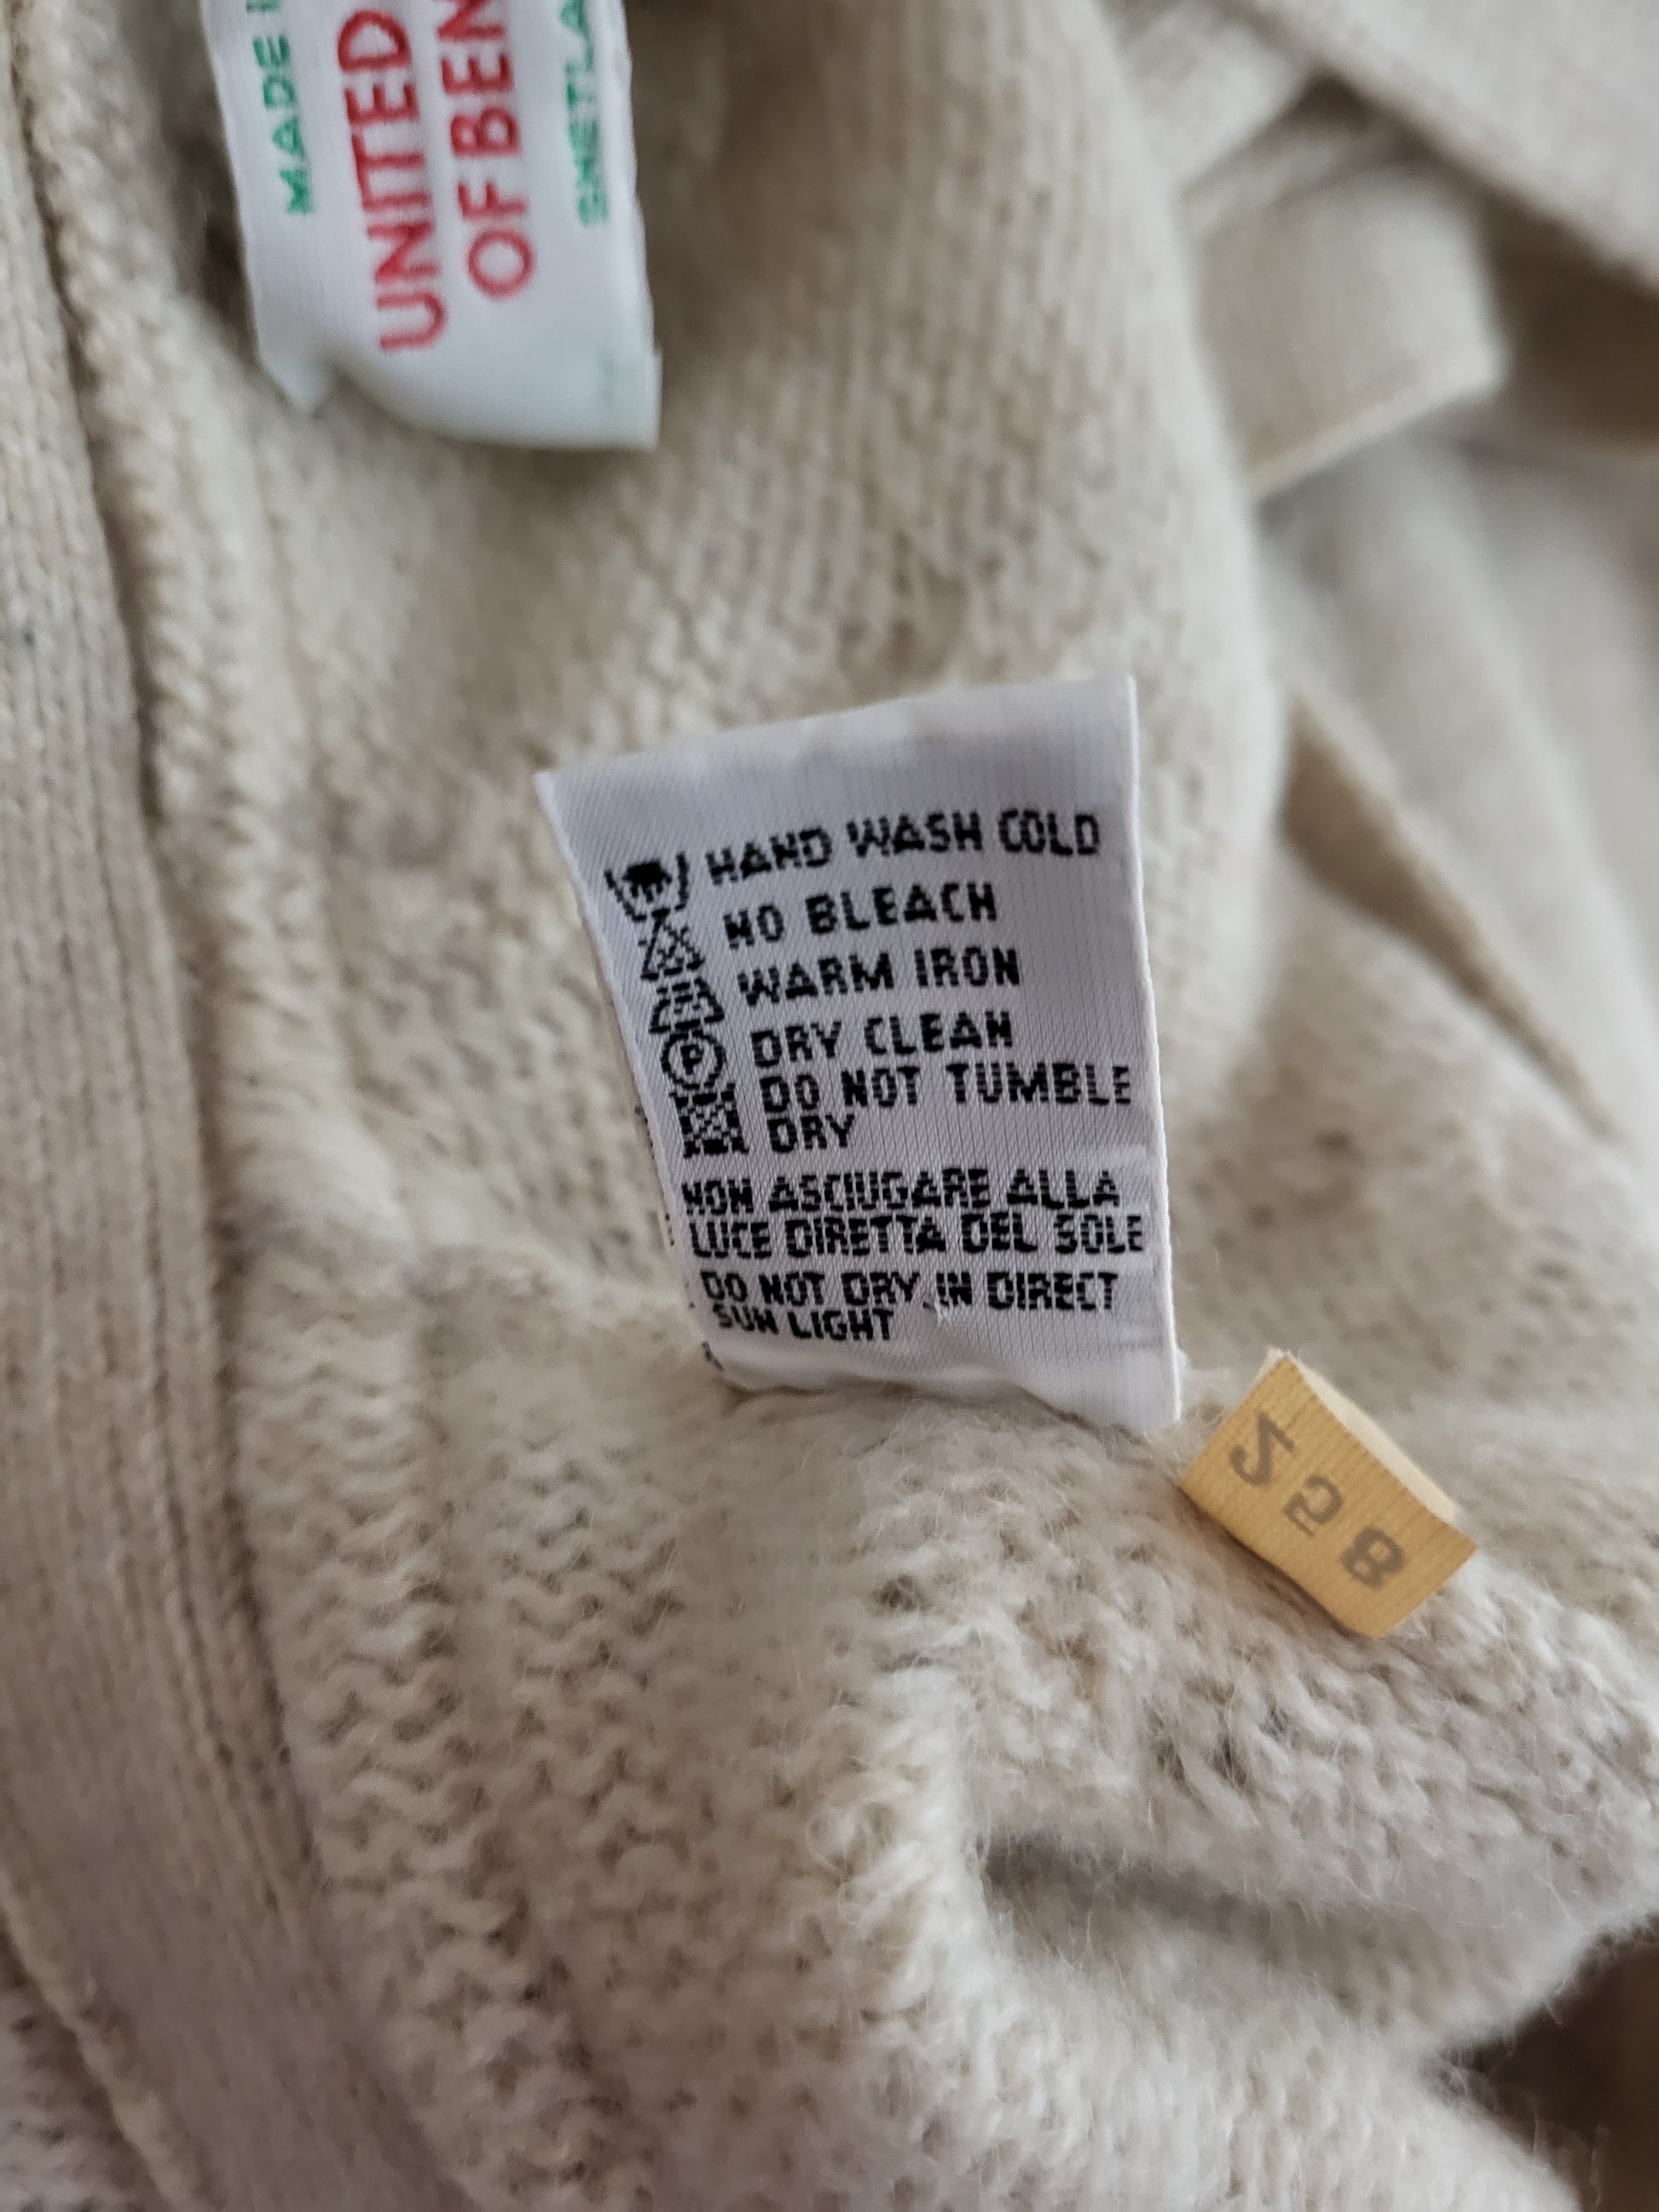 MADE I
UNITED
OF BEN
SHETLA
HAND WASH COLD
NO BLEACH
WARM IRON
P
DRY CLEAN
DO NOT TUMBLE
DRY
NON ASCIUGARE ALLA
LUCE DIRETTA DEL SOLE
DO NOT DRY IN DIRECT
SUN LIGHT
258